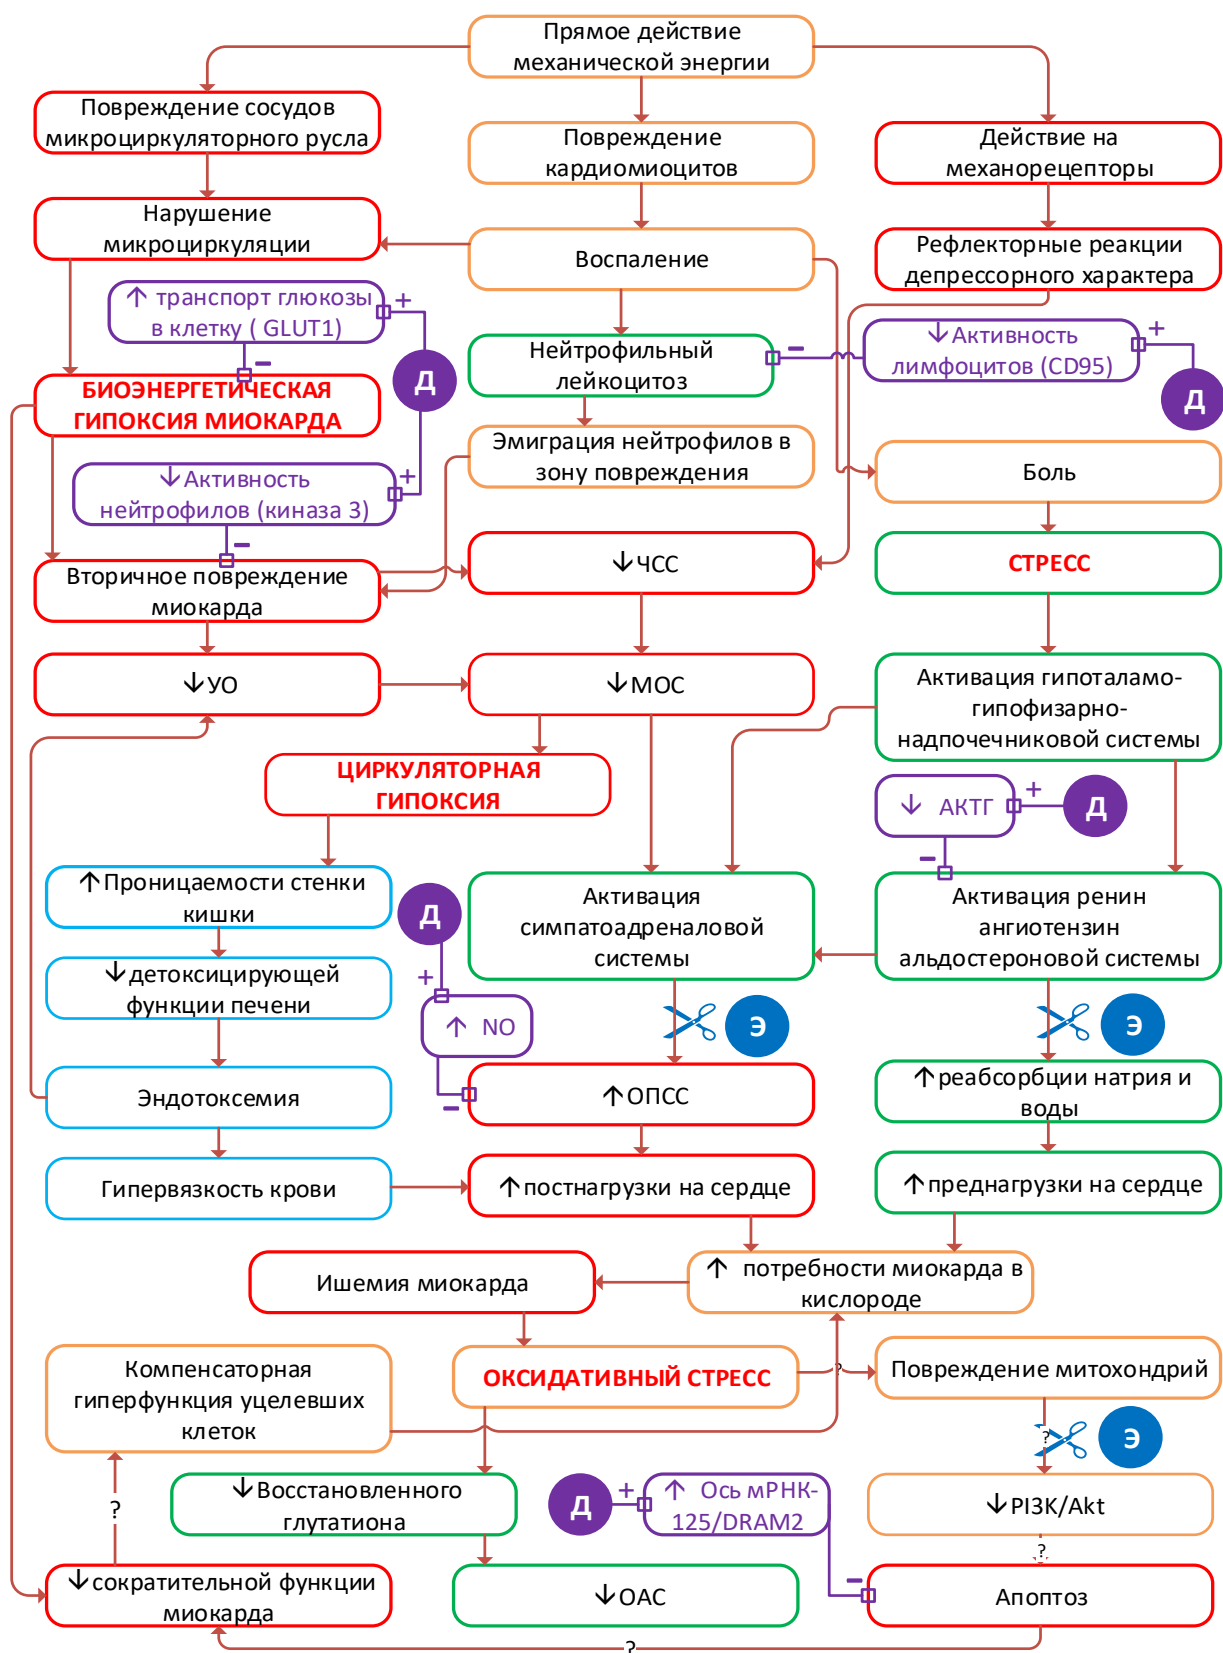 Прямое действие
механической энергии
Повреждение сосудов
микроциркуляторного русла
Повреждение
кардиомиоцитов
Действие на
механорецепторы
Нарушение
микроциркуляции
Воспаление
Рефлекторные реакции
депрессорного характера
↑ транспорт глюкозы
в клетку ( GLUT1)
+
−
Д
Нейтрофильный
лейкоцитоз
−
↓Активность
лимфоцитов (CD95)
+
Д
БИОЭНЕРГЕТИЧЕСКАЯ
ГИПОКСИЯ МИОКАРДА
Эмиграция нейтрофилов в
зону повреждения
Боль
↓Активность
нейтрофилов (киназа 3)
+
−
Вторичное повреждение
миокарда
↓ЧСС
СТРЕСС
↓УО
↓МОС
Активация гипоталамо-
гипофизарно-
надпочечниковой системы
ЦИРКУЛЯТОРНАЯ
ГИПОКСИЯ
↓ АКТГ
+
Д
−
↑Проницаемости стенки
кишки
Д
Активация
симпатоадреналовой
системы
Активация ренин
ангиотензин
альдостероновой системы
↓детоксицирующей
функции печени
+
↑ NO
−
Э
Э
Эндотоксемия
↑ОПСС
↑реабсорбции натрия и
воды
Гипервязкость крови
↑постнагрузки на сердце
↑преднагрузки на сердце
Ишемия миокарда
↑ потребности миокарда в
кислороде
Компенсаторная
гиперфункция уцелевших
клеток
ОКСИДАТИВНЫЙ СТРЕСС
?
Повреждение митохондрий
?
Э
?
↓Восстановленного
глутатиона
Д
+
↑ Ось мРНК-
125/DRAM2
↓PI3K/Akt
?
↓сократительной функции
миокарда
↓ОАС
−
Апоптоз
?